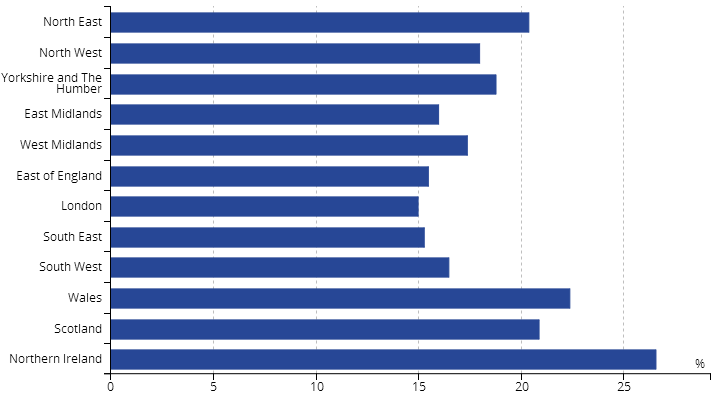 North East
North West
Yorkshire and The
Humber
East Midlands
West Midlands
East of England
London
South East
South West
Wales
Scotland
Northern Ireland
%
0 5 10 15 20 25